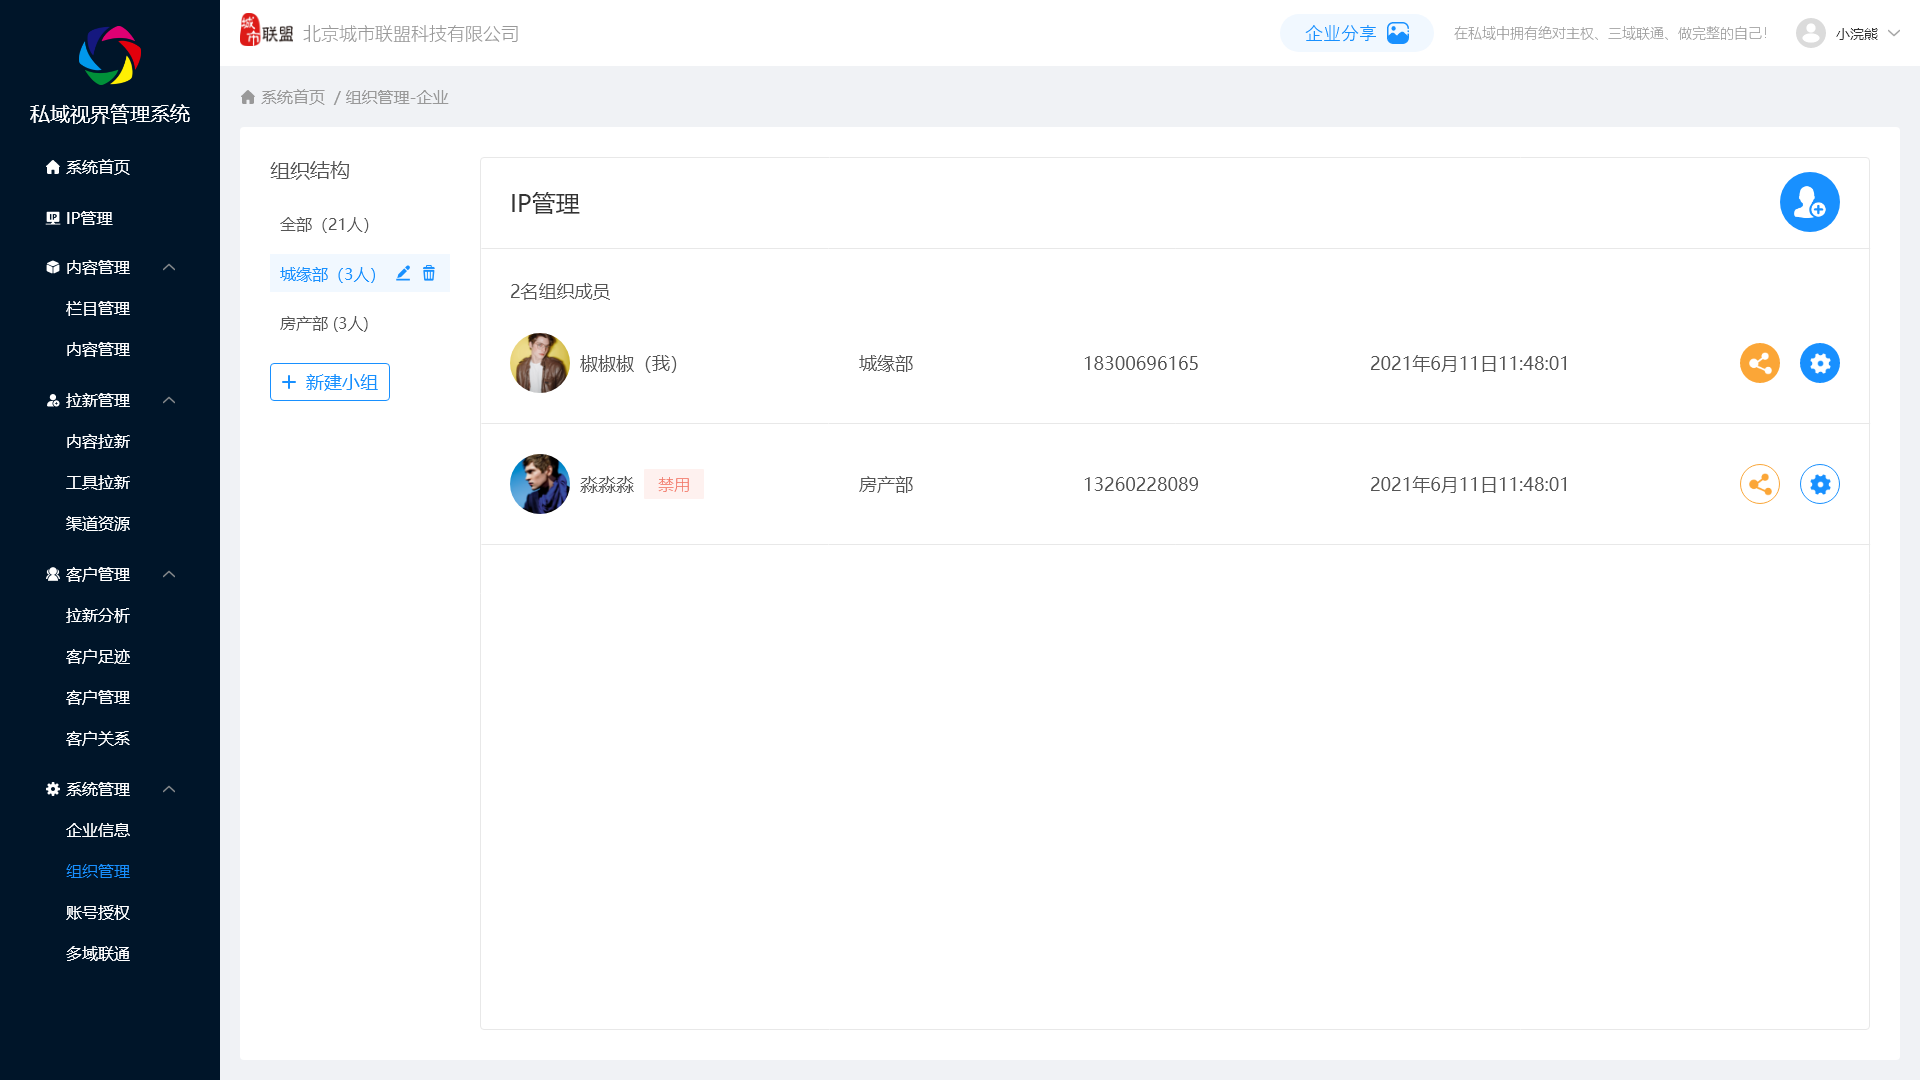 私域视界管理系统
系统首页
IP管理
内容管理
栏目管理
内容管理
拉新管理
内容拉新
工具拉新
渠道资源
客户管理
拉新分析
客户足迹
客户管理
客户关系
系统管理
企业信息
组织管理
账号授权
多域联通
城市联盟 北京城市联盟科技有限公司
企业分享
在私域中拥有绝对主权、三域联通、做完整的自己！
小浣熊
系统首页 / 组织管理-企业
组织结构
全部（21人）
城缘部（3人）
房产部 (3人)
+ 新建小组
IP管理
2名组织成员
椒椒椒（我） 城缘部 18300696165 2021年6月11日11:48:01
淼淼淼 禁用 房产部 13260228089 2021年6月11日11:48:01